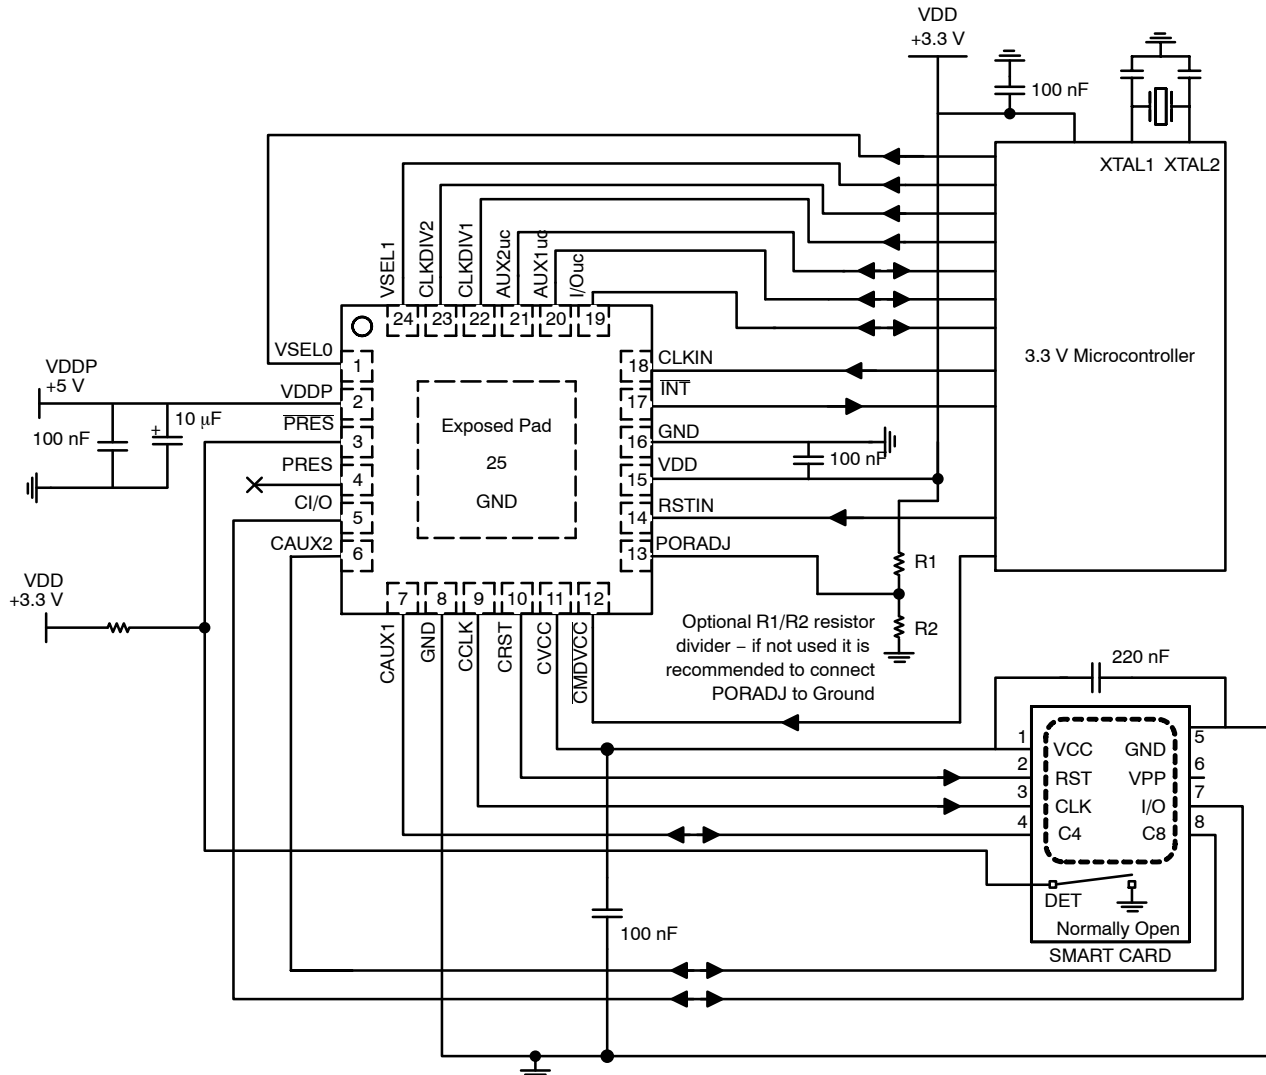 VDD
+3.3 V
100 nF
XTAL1 XTAL2
3.3 V Microcontroller
VSEL1
CLKDIV2
CLKDIV1
AUX2uc
AUX1uc
I/Ouc
24
23
22
21
20
19
VSEL0
1
VDDP
+5 V
VDDP
2
10 μF
+
100 nF
PRES
3
PRES
4
CI/O
5
CAUX2
6
Exposed Pad
25
GND
18
CLKIN
17
INT
16
GND
100 nF
15
VDD
14
RSTIN
13
PORADJ
R1
R2
VDD
+3.3 V
7
8
9
10
11
12
CAUX1
GND
CCLK
CRST
CVCC
CMDVCC
Optional R1/R2 resistor
divider – if not used it is
recommended to connect
PORADJ to Ground
220 nF
1
VCC
GND
5
2
RST
VPP
6
3
CLK
I/O
7
4
C4
C8
8
DET
Normally Open
SMART CARD
100 nF